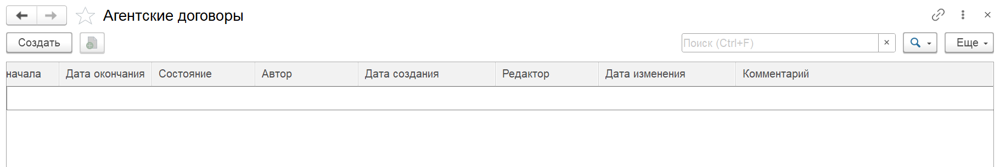 Агентские договоры
Создать Поиск (Ctrl+F) × Еще
начала Дата окончания Состояние Автор Дата создания Редактор Дата изменения Комментарий